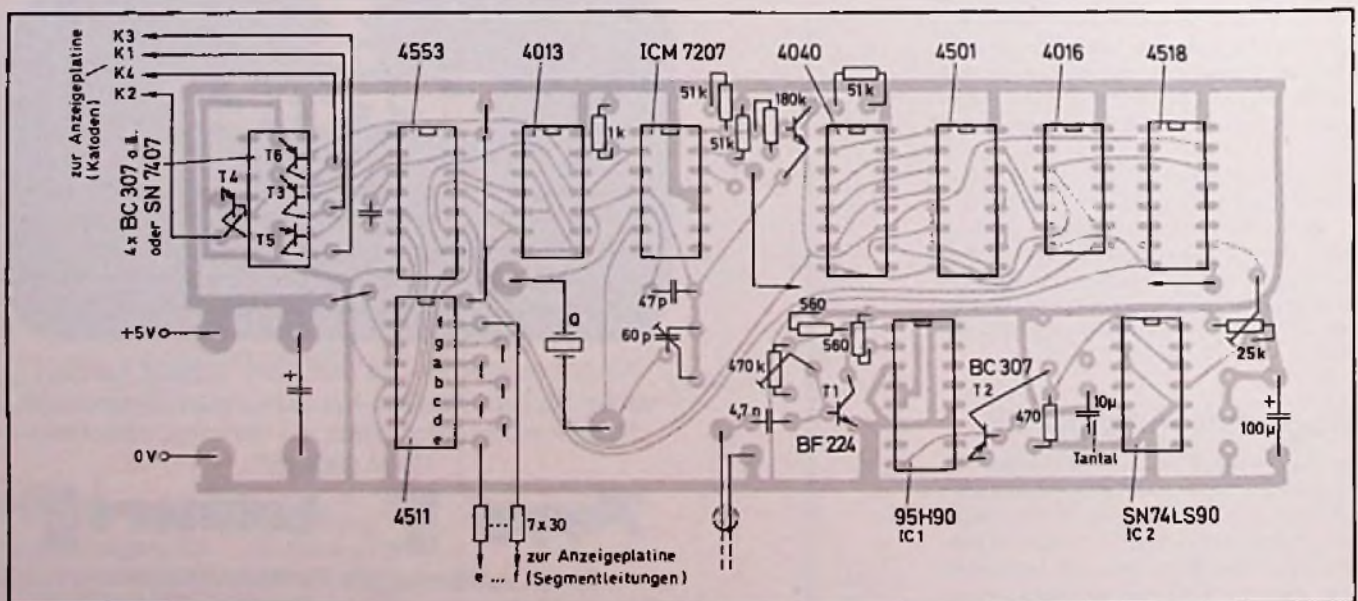 K3
K1
K4
K2
zur Anzeigeplatine
(Katoden)
4x BC 307 o.ä.
oder SN 7407
T6
T4
T3
T5
4553
4013
ICM 7207
4040
4501
4016
4518
1k
51k
51k
180k
51k
47p
60p
Q
+5V
0V
+
f
g
a
b
c
d
e
4511
7x30
e ... f
zur Anzeigeplatine
(Segmentleitungen)
560
560
470k
4,7n
T1
BF 224
95H90
IC 1
BC 307
T2
470
10µ
Tantal
SN74LS90
IC 2
25k
+
100µ